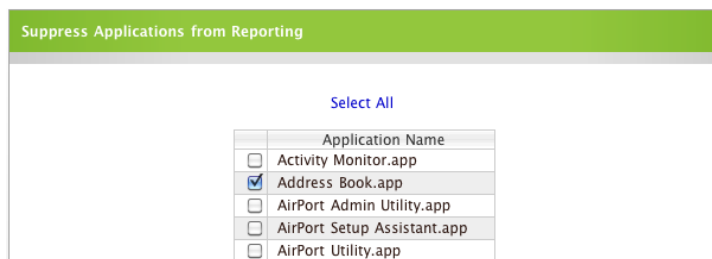 Suppress Applications from Reporting
Select All
Application Name
Activity Monitor.app
Address Book.app
AirPort Admin Utility.app
AirPort Setup Assistant.app
AirPort Utility.app